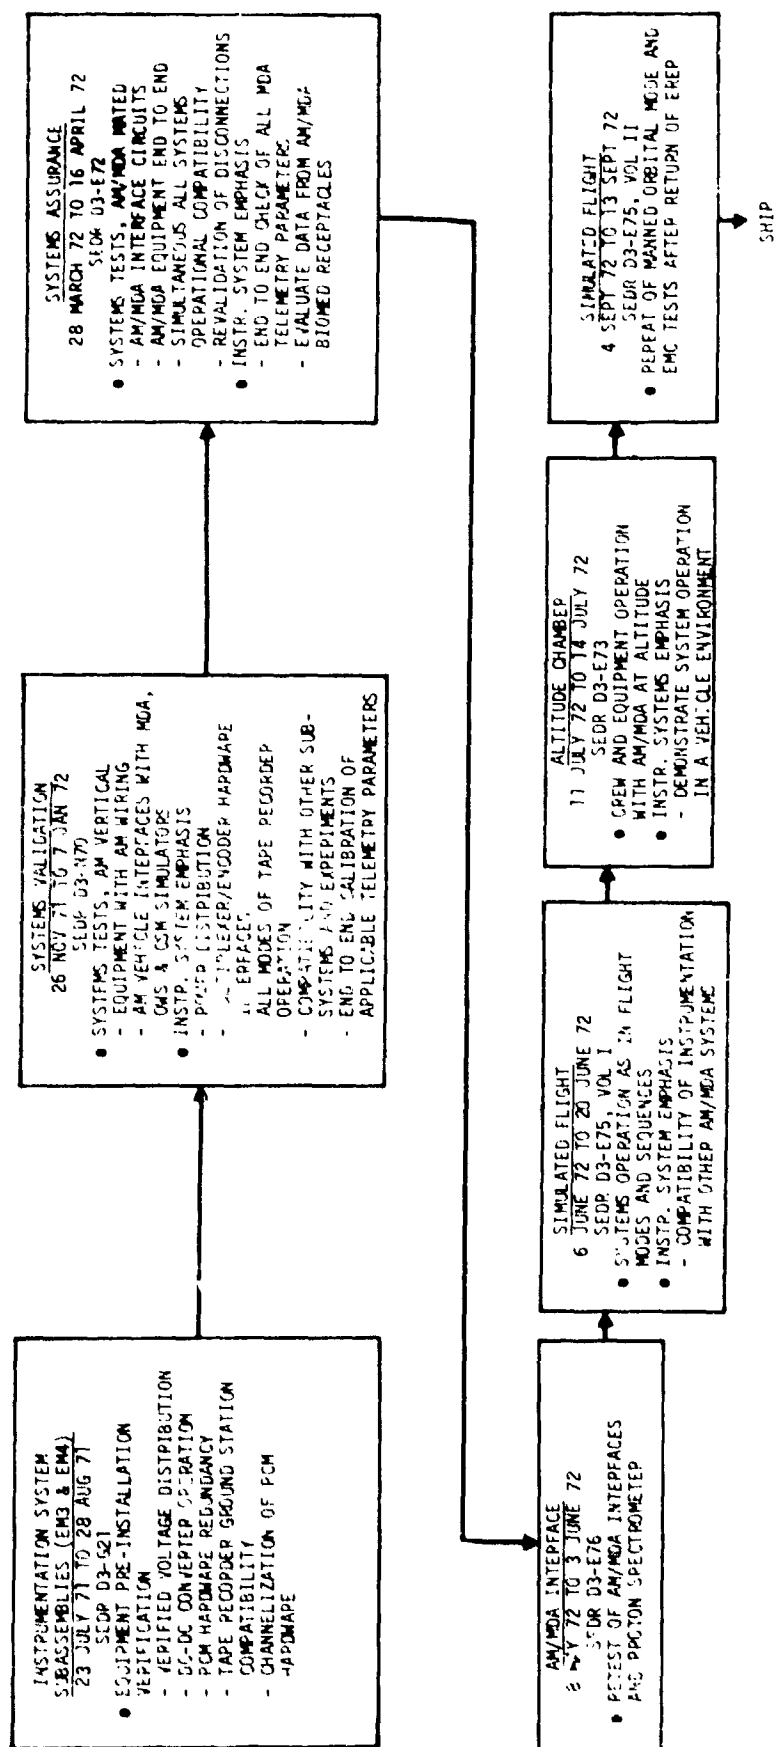 INSTRUMENTATION SYSTEM
SUBASSEMBLIES (EM3 & EM4)
23 JULY 71 TO 28 AUG 71
SEDR D3-G21
● EQUIPMENT PRE-INSTALLATION
VERIFICATION
- VERIFIED VOLTAGE DISTRIBUTION
- DC-DC CONVERTER OPERATION
- PCM HARDWARE REDUNDANCY
- TAPE RECORDER GROUND STATION
COMPATIBILITY
- CHANNELIZATION OF PCM
HARDWARE
SYSTEMS VALIDATION
26 NOV 71 TO 7 JAN 72
SEDR D3-N70
● SYSTEMS TESTS, AM VERTICAL
- EQUIPMENT WITH AM WIRING
- AM VEHICLE INTERFACES WITH MDA,
OWS & CSM SIMULATORS
● INSTR. SYSTEM EMPHASIS
- POWER DISTRIBUTION
- /ENCODER HARDWARE
ALL MODES OF TAPE RECORDER
OPERATION
- COMPATIBILITY WITH OTHER SUB-
SYSTEMS AND EXPERIMENTS
- END TO END CALIBRATION OF
APPLICABLE TELEMETRY PARAMETERS
SYSTEMS ASSURANCE
28 MARCH 72 TO 16 APRIL 72
SEDR D3-E72
● SYSTEMS TESTS, AM/MDA MATED
- AM/MDA INTERFACE CIRCUITS
- AM/MDA EQUIPMENT END TO END
- SIMULTANEOUS ALL SYSTEMS
OPERATIONAL COMPATIBILITY
- REVALIDATION OF DISCONNECTIONS
● INSTR. SYSTEM EMPHASIS
- END TO END CHECK OF ALL MDA
TELEMETRY PARAMETERS
- EVALUATE DATA FROM AM/MDA
BIOMED RECEPTACLES
AM/MDA INTERFACE
72 TO 3 JUNE 72
SEDR D3-E76
● RETEST OF AM/MDA INTERFACES
AND PROTON SPECTROMETER
SIMULATED FLIGHT
6 JUNE 72 TO 20 JUNE 72
SEDR D3-E75, VOL I
● SYSTEMS OPERATION AS IN FLIGHT
MODES AND SEQUENCES
● INSTR. SYSTEM EMPHASIS
- COMPATIBILITY OF INSTRUMENTATION
WITH OTHER AM/MDA SYSTEMS
ALTITUDE CHAMBER
11 JULY 72 TO 14 JULY 72
SEDR D3-E73
● CREW AND EQUIPMENT OPERATION
WITH AM/MDA AT ALTITUDE
● INSTR. SYSTEMS EMPHASIS
- DEMONSTRATE SYSTEM OPERATION
IN A VEHICLE ENVIRONMENT
SIMULATED FLIGHT
4 SEPT 72 TO 13 SEPT 72
SEDR D3-E75, VOL II
● REPEAT OF MANNED ORBITAL MODE AND
EMC TESTS AFTER RETURN OF EREP
SHIP